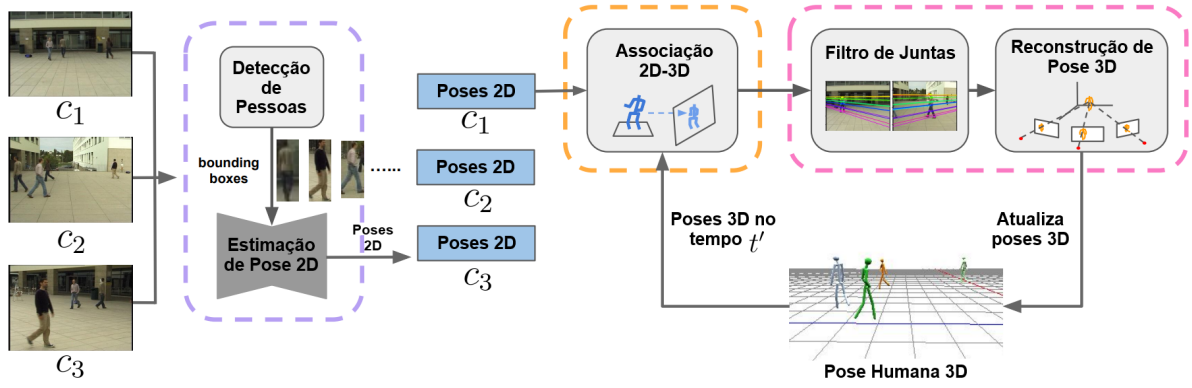 c1
c2
c3
Detecção
de
Pessoas
bounding
boxes
......
Estimação
de Pose 2D
Poses
2D
Poses 2D
c1
Poses 2D
c2
Poses 2D
c3
Associação
2D-3D
Filtro de Juntas
Reconstrução de
Pose 3D
Poses 3D no
tempo t′
Atualiza
poses 3D
Pose Humana 3D